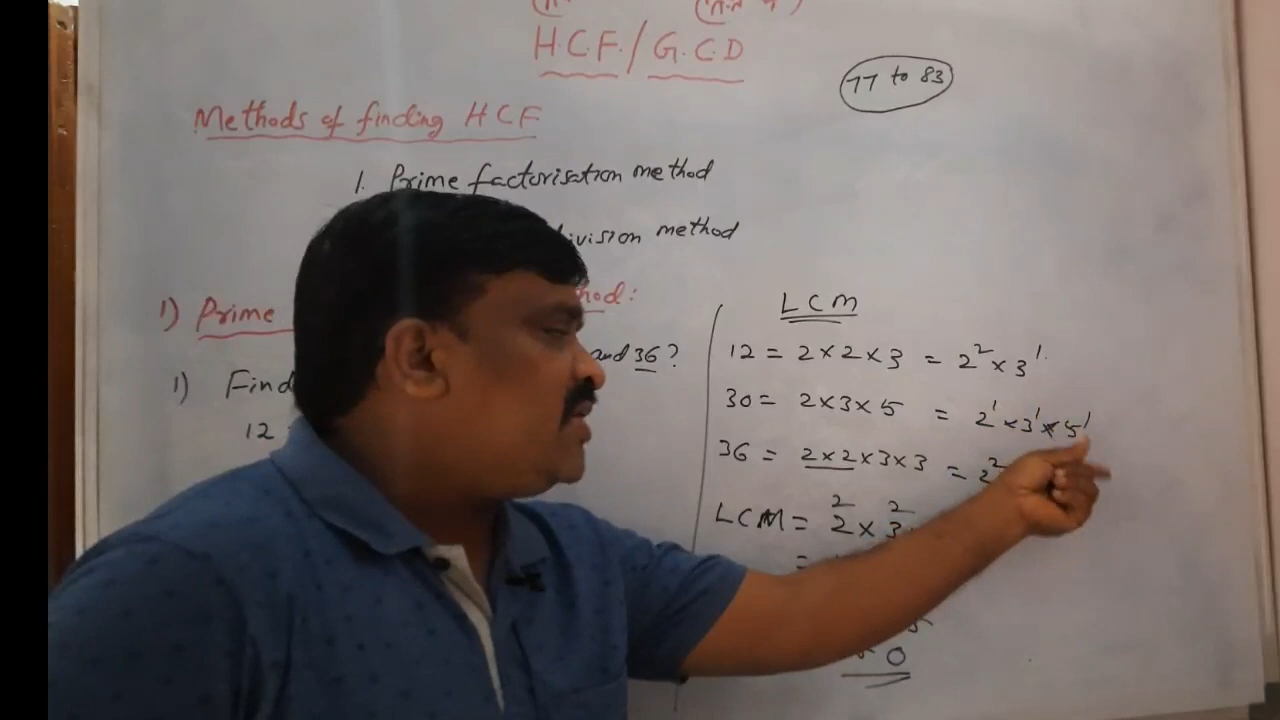 H.C.F. / G.C.D
77 to 83
Methods of finding HCF
1. Prime factorisation method
division method
1) Prime
method:
1) Find
and 36?
12
LCM
12 = 2×2×3 = 2² × 3¹
30 = 2×3×5 = 2¹ × 3¹ × 5¹
36 = 2×2×3×3 = 2²
LCM = 2² × 3²
=
5
0